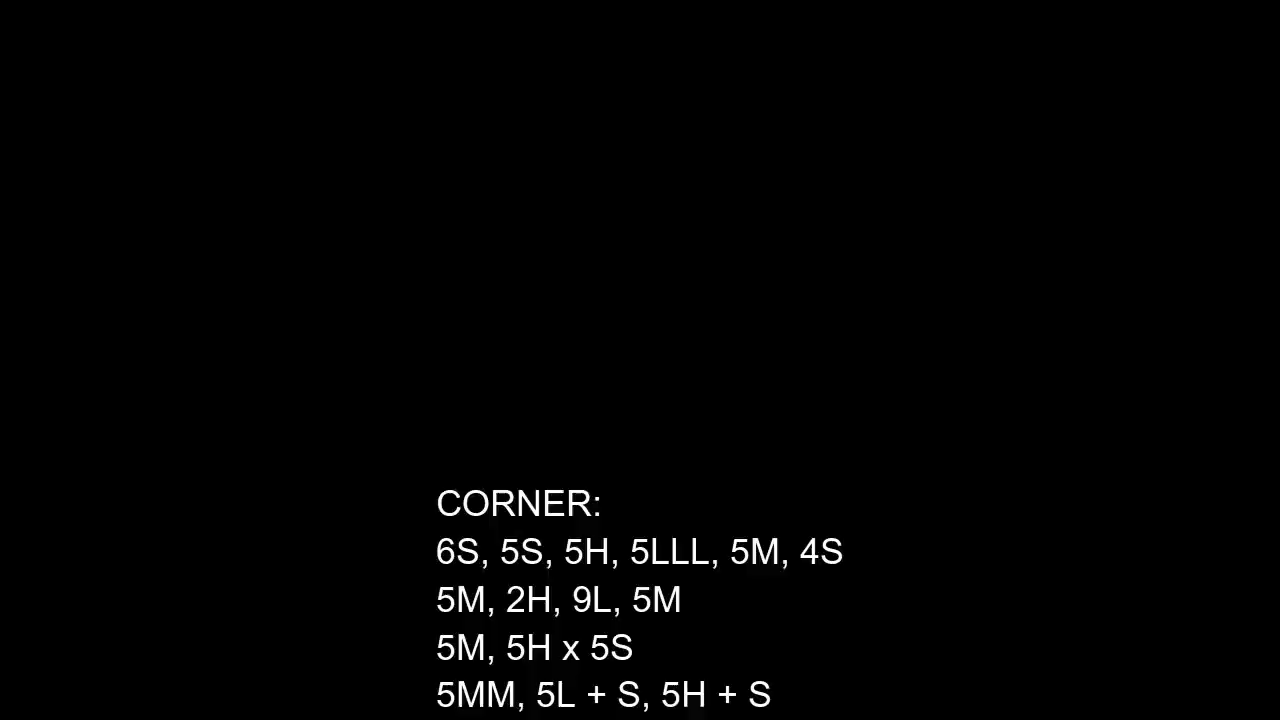 CORNER:
6S, 5S, 5H, 5LLL, 5M, 4S
5M, 2H, 9L, 5M
5M, 5H x 5S
5MM, 5L + S, 5H + S